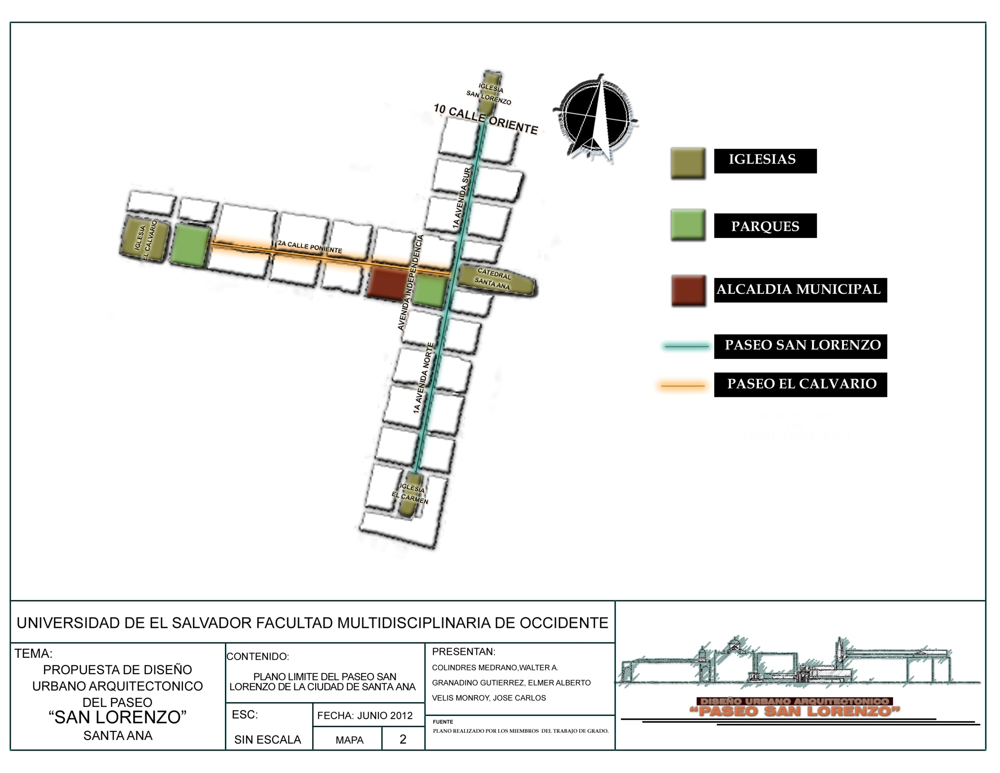 IGLESIA
SAN LORENZO
10 CALLE ORIENTE
1A AVENIDA SUR
IGLESIA
EL CALVARIO
2A CALLE PONIENTE
AVENIDA INDEPENDENCIA
CATEDRAL
SANTA ANA
1A AVENIDA NORTE
IGLESIA
EL CARMEN
IGLESIAS
PARQUES
ALCALDIA MUNICIPAL
PASEO SAN LORENZO
PASEO EL CALVARIO
UNIVERSIDAD DE EL SALVADOR FACULTAD MULTIDISCIPLINARIA DE OCCIDENTE
TEMA:
PROPUESTA DE DISEÑO
URBANO ARQUITECTONICO
DEL PASEO
“SAN LORENZO”
SANTA ANA
CONTENIDO:
PLANO LIMITE DEL PASEO SAN
LORENZO DE LA CIUDAD DE SANTA ANA
ESC:
SIN ESCALA
FECHA: JUNIO 2012
MAPA
2
PRESENTAN:
COLINDRES MEDRANO,WALTER A.
GRANADINO GUTIERREZ, ELMER ALBERTO
VELIS MONROY, JOSE CARLOS
FUENTE
PLANO REALIZADO POR LOS MIEMBROS DEL TRABAJO DE GRADO.
DISEÑO URBANO ARQUITECTONICO
“PASEO SAN LORENZO”